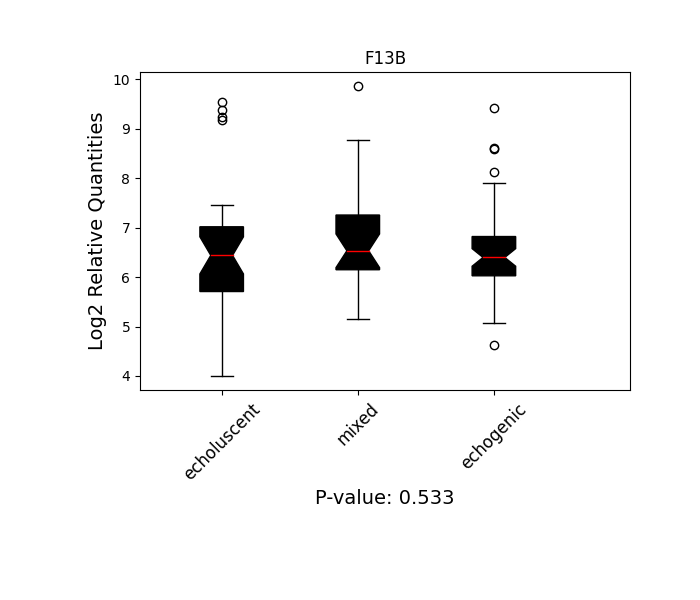 F13B
Log2 Relative Quantities
10
9
8
7
6
5
4
echoluscent
mixed
echogenic
P-value: 0.533